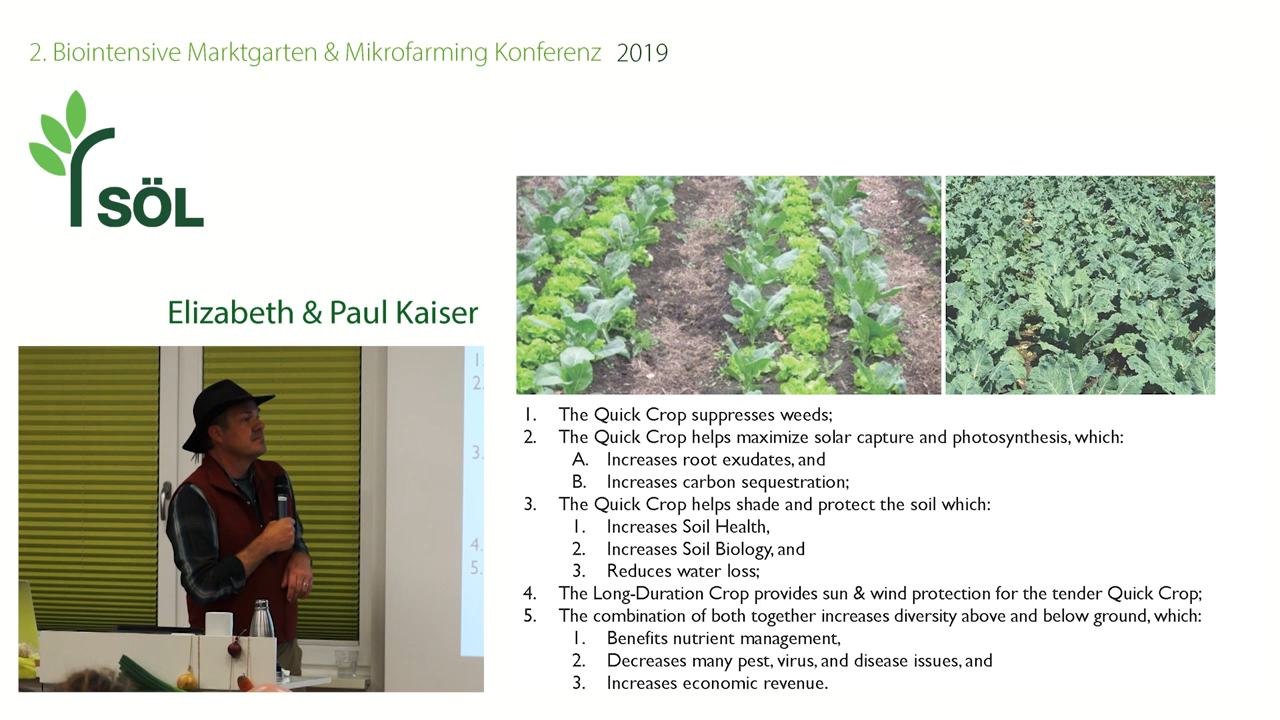 2. Biointensive Marktgarten & Mikrofarming Konferenz 2019
SÖL
Elizabeth & Paul Kaiser
1.
2.
3.
4.
5.
1. The Quick Crop suppresses weeds;
2. The Quick Crop helps maximize solar capture and photosynthesis, which:
A. Increases root exudates, and
B. Increases carbon sequestration;
3. The Quick Crop helps shade and protect the soil which:
1. Increases Soil Health,
2. Increases Soil Biology, and
3. Reduces water loss;
4. The Long-Duration Crop provides sun & wind protection for the tender Quick Crop;
5. The combination of both together increases diversity above and below ground, which:
1. Benefits nutrient management,
2. Decreases many pest, virus, and disease issues, and
3. Increases economic revenue.